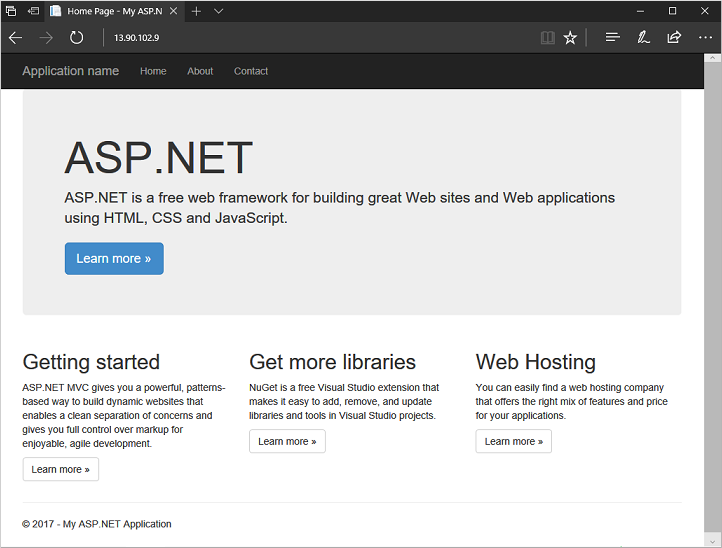 Home Page - My ASP.N
13.90.102.9
Application name Home About Contact
ASP.NET
ASP.NET is a free web framework for building great Web sites and Web applications
using HTML, CSS and JavaScript.
Learn more »
Getting started
ASP.NET MVC gives you a powerful, patterns-
based way to build dynamic websites that
enables a clean separation of concerns and
gives you full control over markup for
enjoyable, agile development.
Learn more »
Get more libraries
NuGet is a free Visual Studio extension that
makes it easy to add, remove, and update
libraries and tools in Visual Studio projects.
Learn more »
Web Hosting
You can easily find a web hosting company
that offers the right mix of features and price
for your applications.
Learn more »
© 2017 - My ASP.NET Application